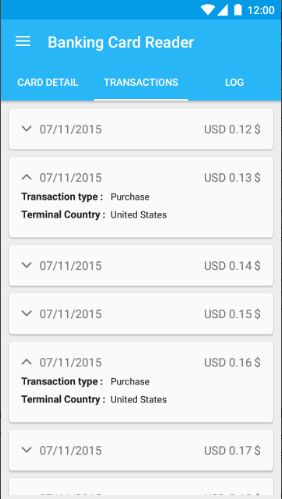 12:00
Banking Card Reader
CARD DETAIL TRANSACTIONS LOG
07/11/2015 USD 0.12 $
07/11/2015 USD 0.13 $
Transaction type : Purchase
Terminal Country : United States
07/11/2015 USD 0.14 $
07/11/2015 USD 0.15 $
07/11/2015 USD 0.16 $
Transaction type : Purchase
Terminal Country : United States
07/11/2015 USD 0.17 $